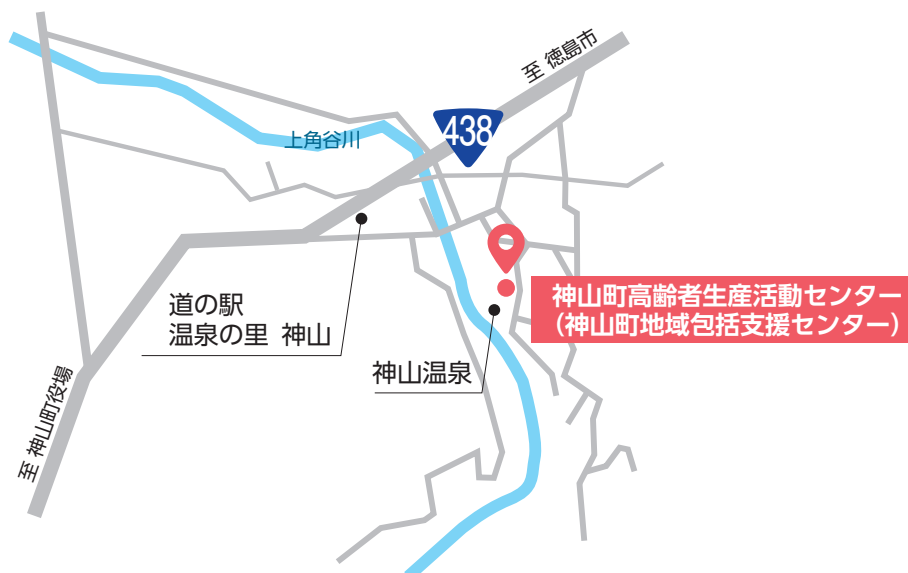 至 徳島市
438
上角谷川
道の駅
温泉の里 神山
神山町高齢者生産活動センター
（神山町地域包括支援センター）
神山温泉
至 神山町役場